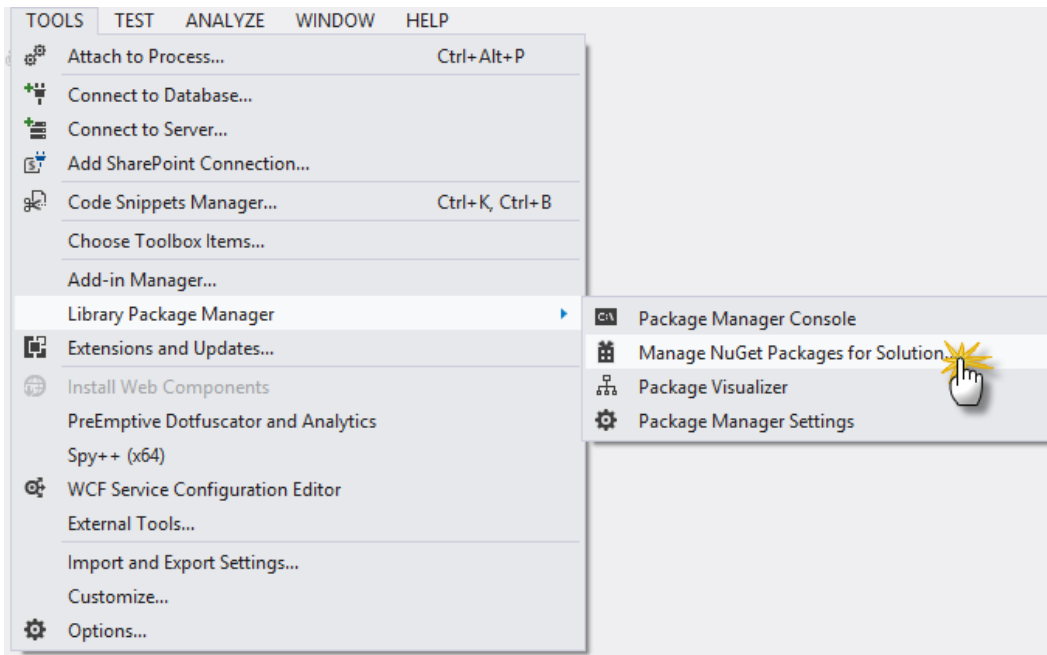 TOOLS TEST ANALYZE WINDOW HELP
Attach to Process... Ctrl+Alt+P
Connect to Database...
Connect to Server...
Add SharePoint Connection...
Code Snippets Manager... Ctrl+K, Ctrl+B
Choose Toolbox Items...
Add-in Manager...
Library Package Manager
Extensions and Updates...
Install Web Components
PreEmptive Dotfuscator and Analytics
Spy++ (x64)
WCF Service Configuration Editor
External Tools...
Import and Export Settings...
Customize...
Options...
Package Manager Console
Manage NuGet Packages for Solution...
Package Visualizer
Package Manager Settings